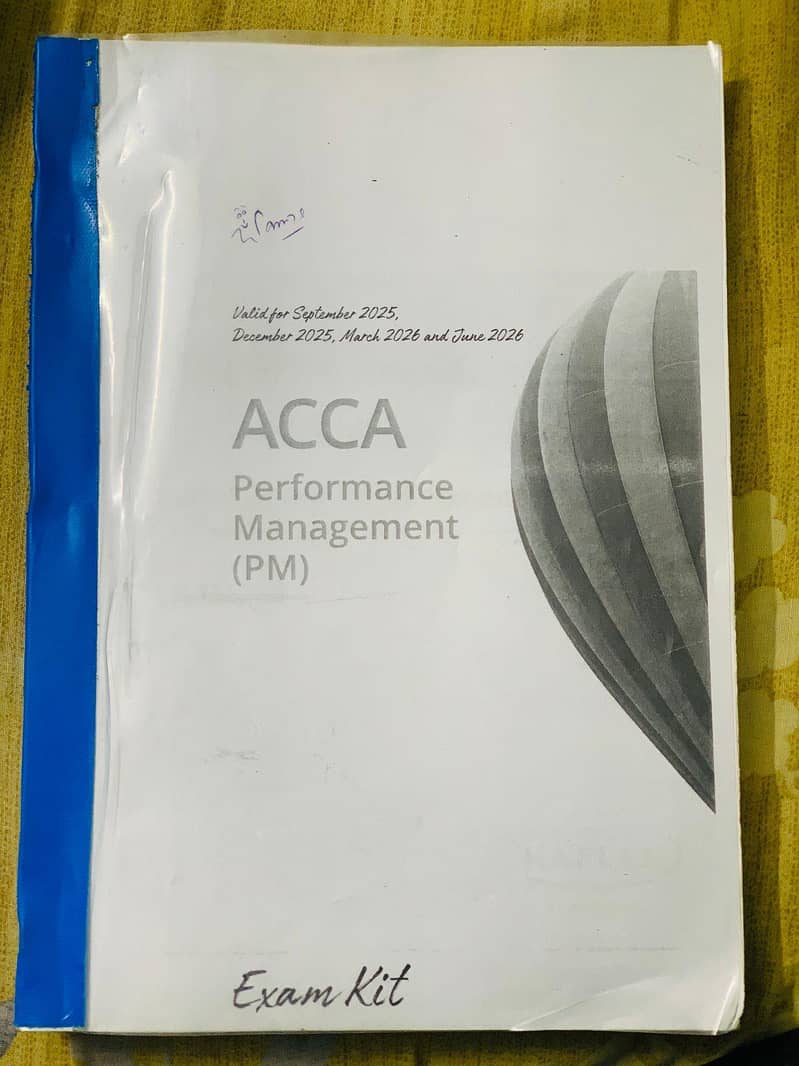 Valid for September 2025,
December 2025, March 2026 and June 2026
ACCA
Performance
Management
(PM)
Exam Kit